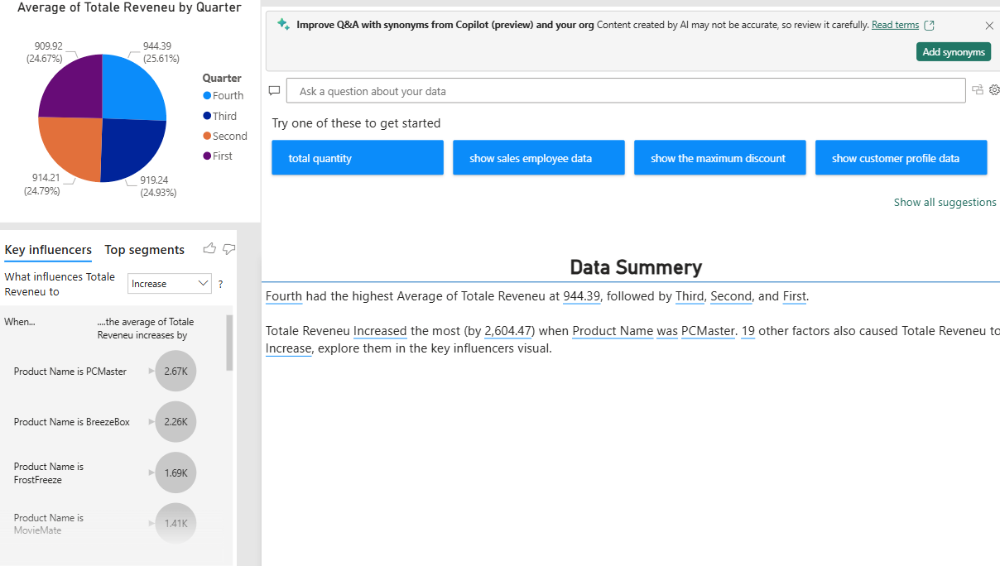 Average of Totale Reveneu by Quarter
909.92
(24.67%)
944.39
(25.61%)
914.21
(24.79%)
919.24
(24.93%)
Quarter
Fourth
Third
Second
First
Key influencers Top segments
What influences Totale
Reveneu to
Increase
?
When...
....the average of Totale
Reveneu increases by
Product Name is PCMaster
2.67K
Product Name is BreezeBox
2.26K
Product Name is
FrostFreeze
1.69K
Product Name is
MovieMate
1.41K
Improve Q&A with synonyms from Copilot (preview) and your org Content created by AI may not be accurate, so review it carefully. Read terms
Add synonyms
Ask a question about your data
Try one of these to get started
total quantity
show sales employee data
show the maximum discount
show customer profile data
Show all suggestions
Data Summery
Fourth had the highest Average of Totale Reveneu at 944.39, followed by Third, Second, and First.
Totale Reveneu Increased the most (by 2,604.47) when Product Name was PCMaster. 19 other factors also caused Totale Reveneu to
Increase, explore them in the key influencers visual.